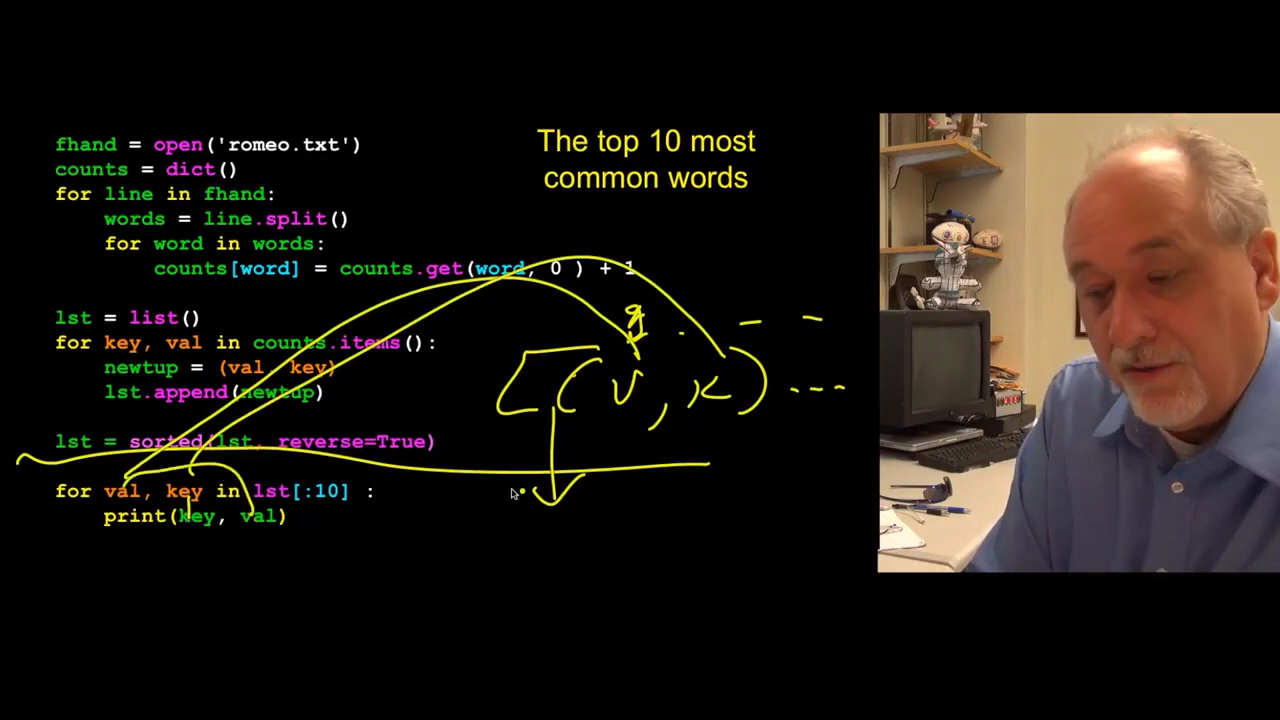 The top 10 most
common words
fhand = open('romeo.txt')
counts = dict()
for line in fhand:
    words = line.split()
    for word in words:
        counts[word] = counts.get(word, 0 ) + 1
lst = list()
for key, val in counts.items():
    newtup = (val, key)
    lst.append(newtup)
lst = sorted(lst, reverse=True)
for val, key in lst[:10] :
    print(key, val)
[(v, k) ...